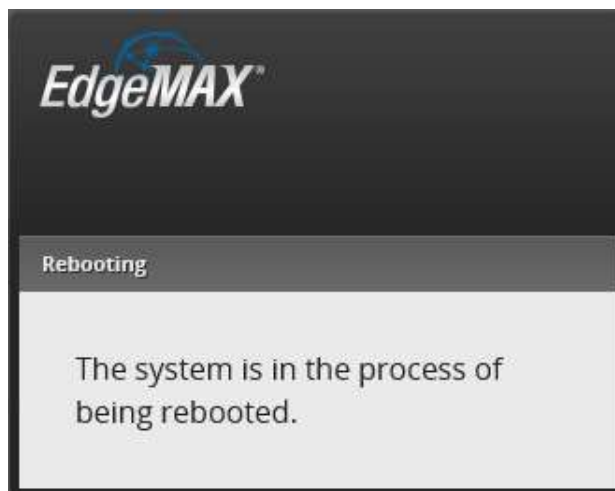 EdgeMAX®
Rebooting
The system is in the process of
being rebooted.